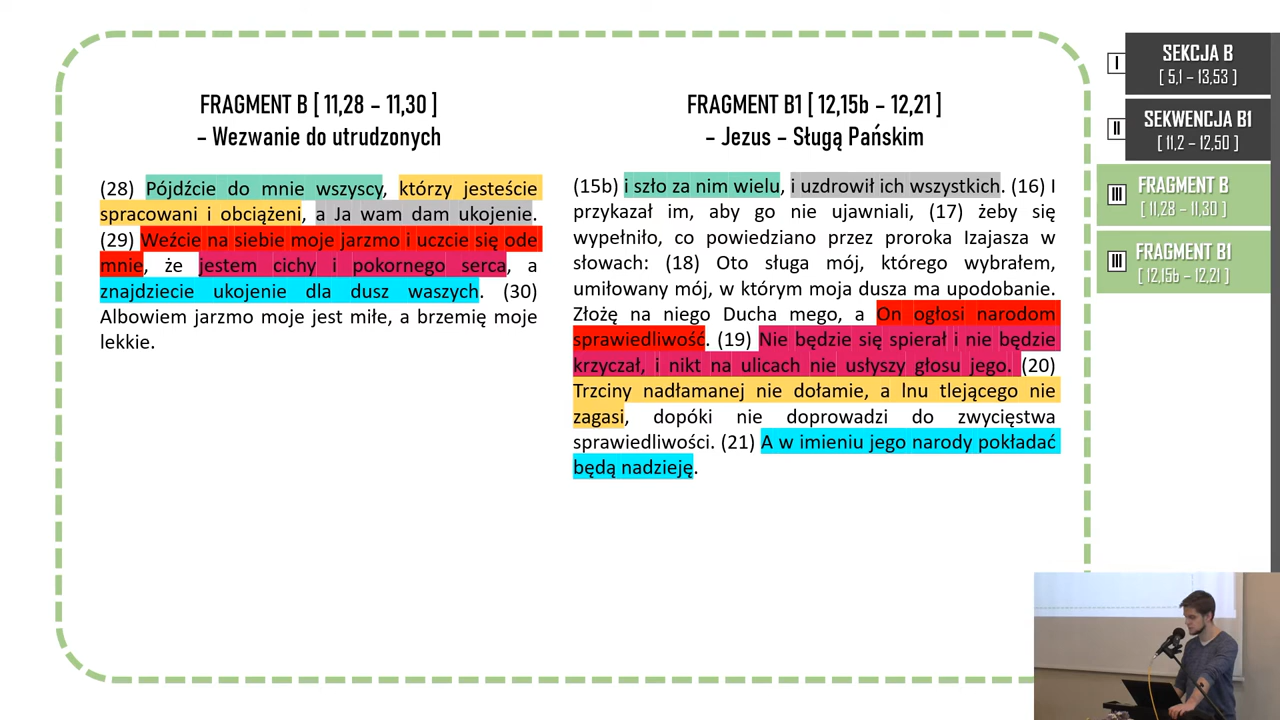 FRAGMENT B [ 11,28 – 11,30 ]
– Wezwanie do utrudzonych
(28) Pójdźcie do mnie wszyscy, którzy jesteście
spracowani i obciążeni, a Ja wam dam ukojenie.
(29) Weźcie na siebie moje jarzmo i uczcie się ode
mnie, że jestem cichy i pokornego serca, a
znajdziecie ukojenie dla dusz waszych. (30)
Albowiem jarzmo moje jest miłe, a brzemię moje
lekkie.
FRAGMENT B1 [ 12,15b – 12,21 ]
– Jezus – Sługą Pańskim
(15b) i szło za nim wielu, i uzdrowił ich wszystkich. (16) I
przykazał im, aby go nie ujawniali, (17) żeby się
wypełniło, co powiedziano przez proroka Izajasza w
słowach: (18) Oto sługa mój, którego wybrałem,
umiłowany mój, w którym moja dusza ma upodobanie.
Złożę na niego Ducha mego, a On ogłosi narodom
sprawiedliwość. (19) Nie będzie się spierał i nie będzie
krzyczał, i nikt na ulicach nie usłyszy głosu jego. (20)
Trzciny nadłamanej nie dołamie, a lnu tlejącego nie
zagasi, dopóki nie doprowadzi do zwycięstwa
sprawiedliwości. (21) A w imieniu jego narody pokładać
będą nadzieję.
I SEKCJA B
[ 5,1 – 13,53 ]
II SEKWENCJA B1
[ 11,2 – 12,50 ]
III FRAGMENT B
[ 11,28 – 11,30 ]
III FRAGMENT B1
[ 12,15b – 12,21 ]